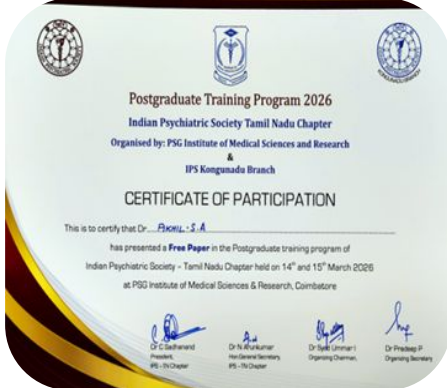 Postgraduate Training Program 2026
Indian Psychiatric Society Tamil Nadu Chapter
Organised by: PSG Institute of Medical Sciences and Research
&
IPS Kongunadu Branch
CERTIFICATE OF PARTICIPATION
This is to certify that Dr. AKHIL. S.A
has presented a Free Paper in the Postgraduate training program of
Indian Psychiatric Society – Tamil Nadu Chapter held on 14th and 15th March 2026
at PSG Institute of Medical Sciences & Research, Coimbatore
Dr C Sadhanand Dr N Arunkumar Dr Syed Ummar I Dr Pradeep P
President, Hon General Secretary, Organizing Chairman, Organizing Secretary
IPS – TN Chapter IPS – TN Chapter